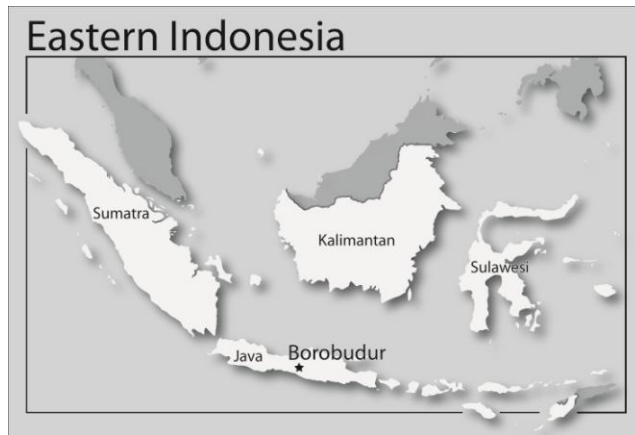 Eastern Indonesia
Sumatra
Kalimantan
Sulawesi
Java
Borobudur